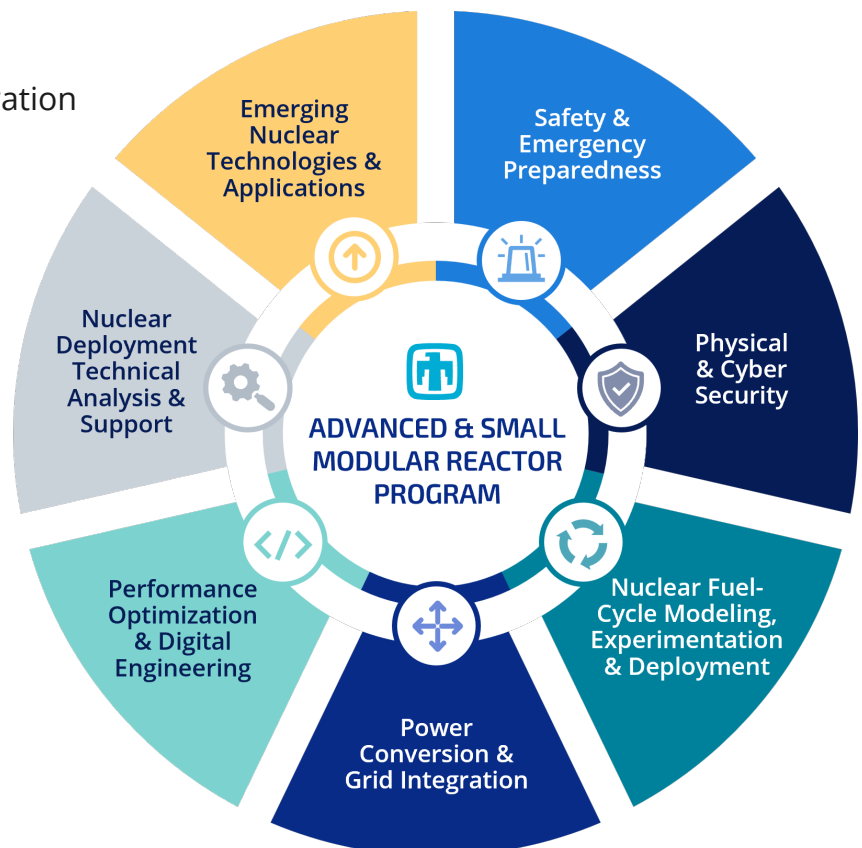 Emerging
Nuclear
Technologies &
Applications
Safety &
Emergency
Preparedness
Physical
& Cyber
Security
Nuclear Fuel-
Cycle Modeling,
Experimentation
& Deployment
Power
Conversion &
Grid Integration
Performance
Optimization
& Digital
Engineering
Nuclear
Deployment
Technical
Analysis &
Support
ADVANCED & SMALL
MODULAR REACTOR
PROGRAM